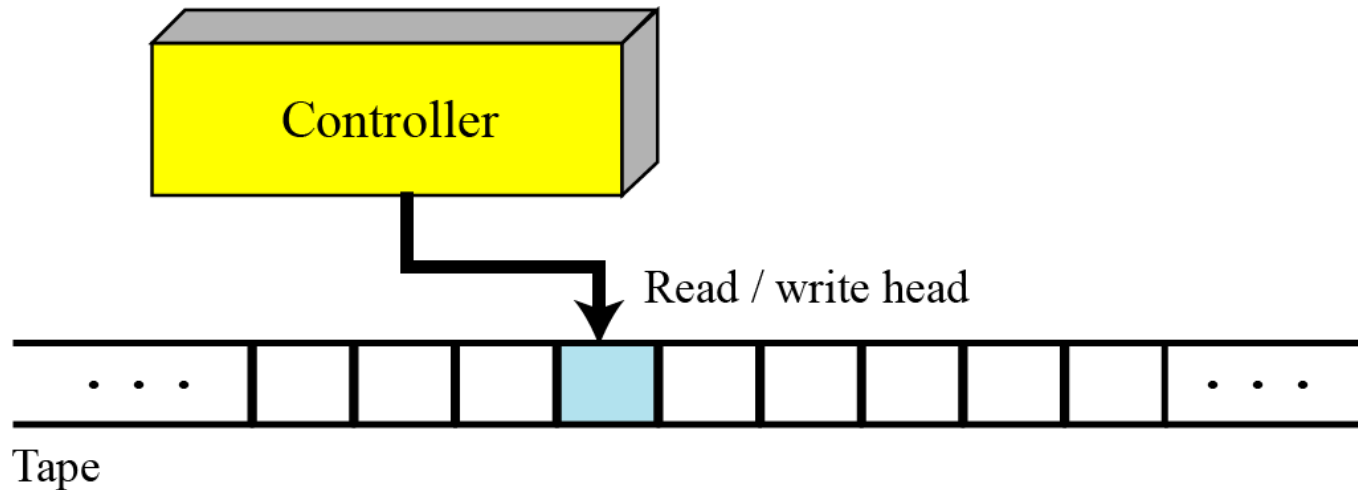 Controller
Read / write head
. . .
. . .
Tape